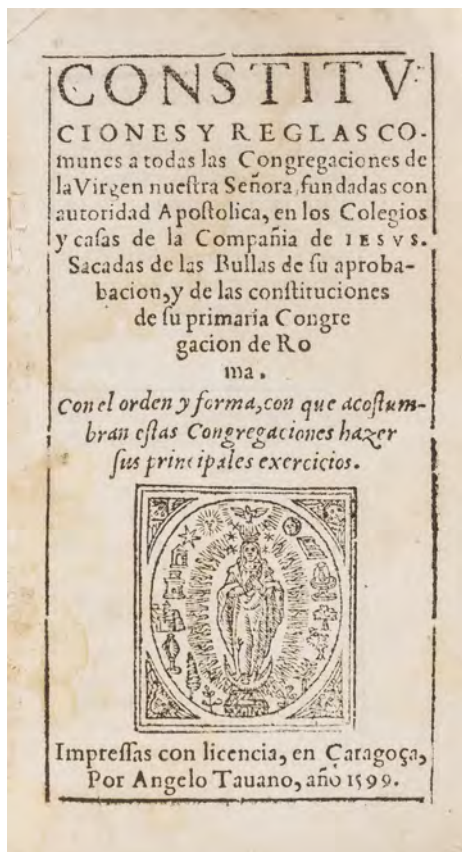 CONSTITV
CIONES Y REGLAS CO-
munes a todas las Congregaciones de
la Virgen nueſtra Señora, fundadas con
autoridad Apoſtolica, en los Colegios
y caſas de la Compañia de IESVS.
Sacadas de las Bullas de ſu aproba-
bacion, y de las conſtituciones
de ſu primaria Congre
gacion de Ro
ma.
Con el orden y forma, con que acoſtum-
bran eſtas Congregaciones hazer
ſus principales exercicios.
Impreſſas con licencia, en Çaragoça,
Por Angelo Tauano, año 1599.